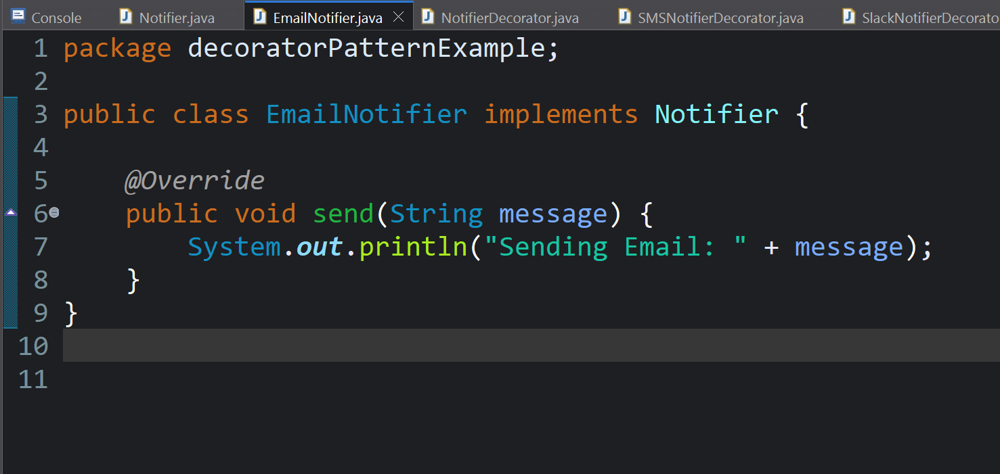 Console Notifier.java EmailNotifier.java NotifierDecorator.java SMSNotifierDecorator.java SlackNotifierDecorato
1 package decoratorPatternExample;
2
3 public class EmailNotifier implements Notifier {
4
5     @Override
6     public void send(String message) {
7         System.out.println("Sending Email: " + message);
8     }
9 }
10
11